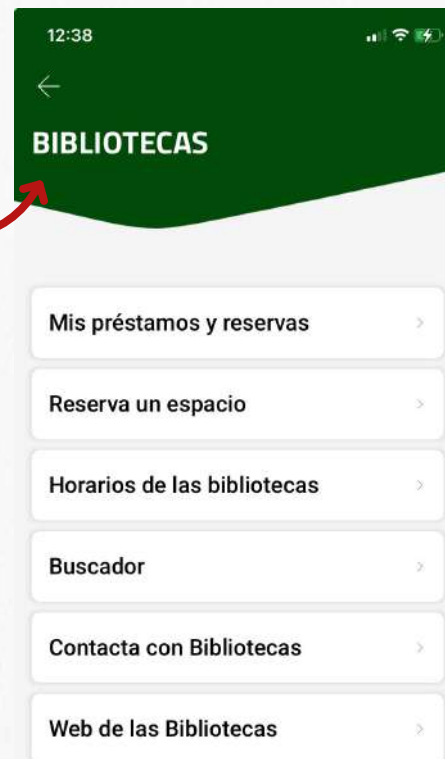 12:38
BIBLIOTECAS
Mis préstamos y reservas
Reserva un espacio
Horarios de las bibliotecas
Buscador
Contacta con Bibliotecas
Web de las Bibliotecas